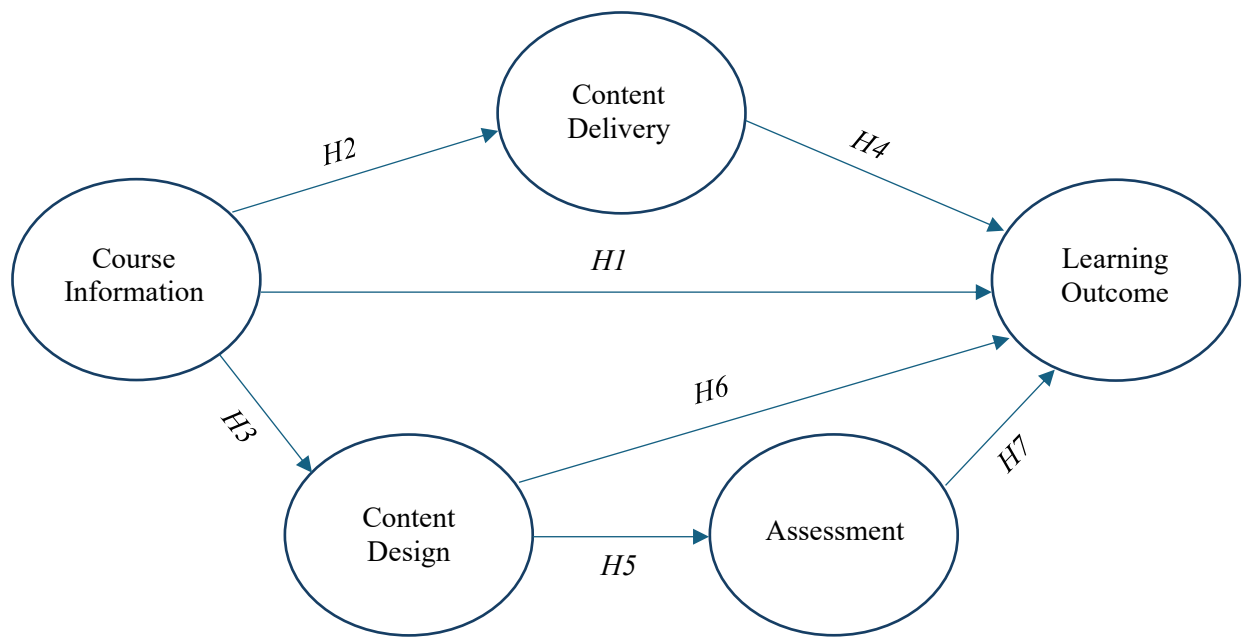 Content
Delivery
H2
H4
Course
Information
H1
Learning
Outcome
H3
H6
H7
Content
Design
H5
Assessment